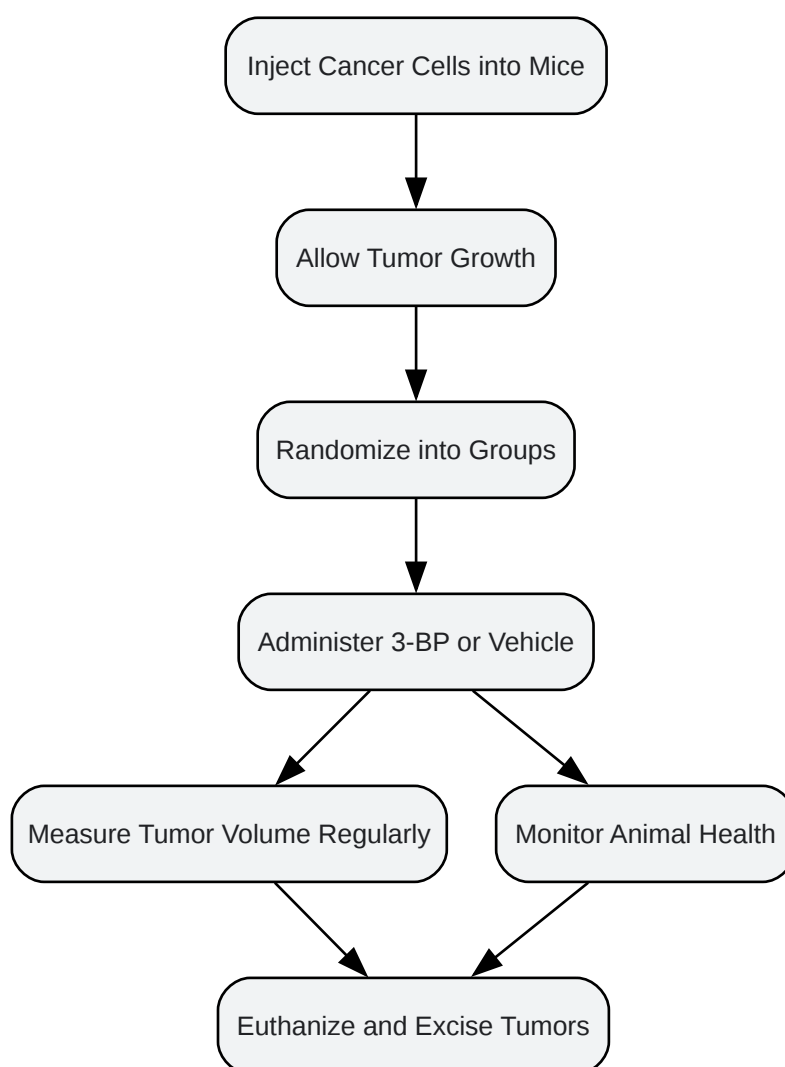 Inject Cancer Cells into Mice
Allow Tumor Growth
Randomize into Groups
Administer 3-BP or Vehicle
Measure Tumor Volume Regularly
Monitor Animal Health
Euthanize and Excise Tumors